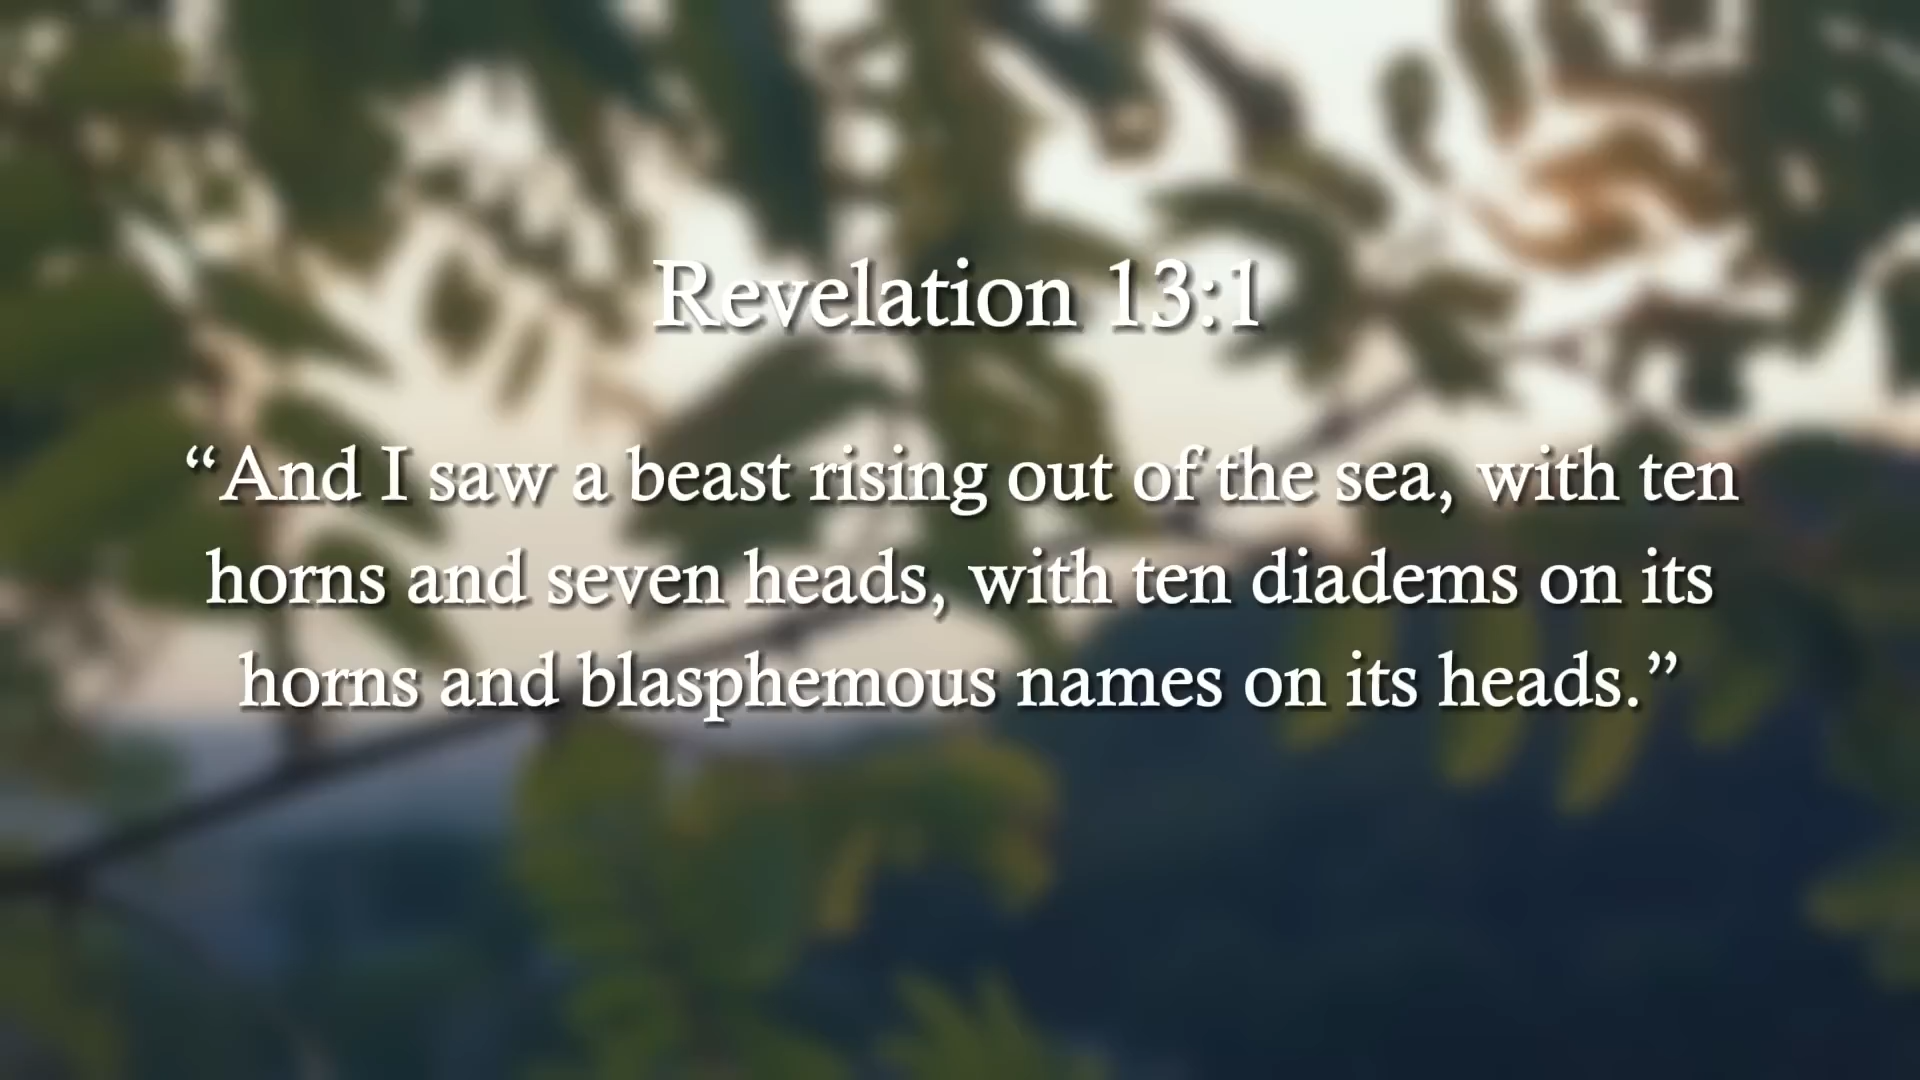 Revelation 13:1
“And I saw a beast rising out of the sea, with ten
horns and seven heads, with ten diadems on its
horns and blasphemous names on its heads.”